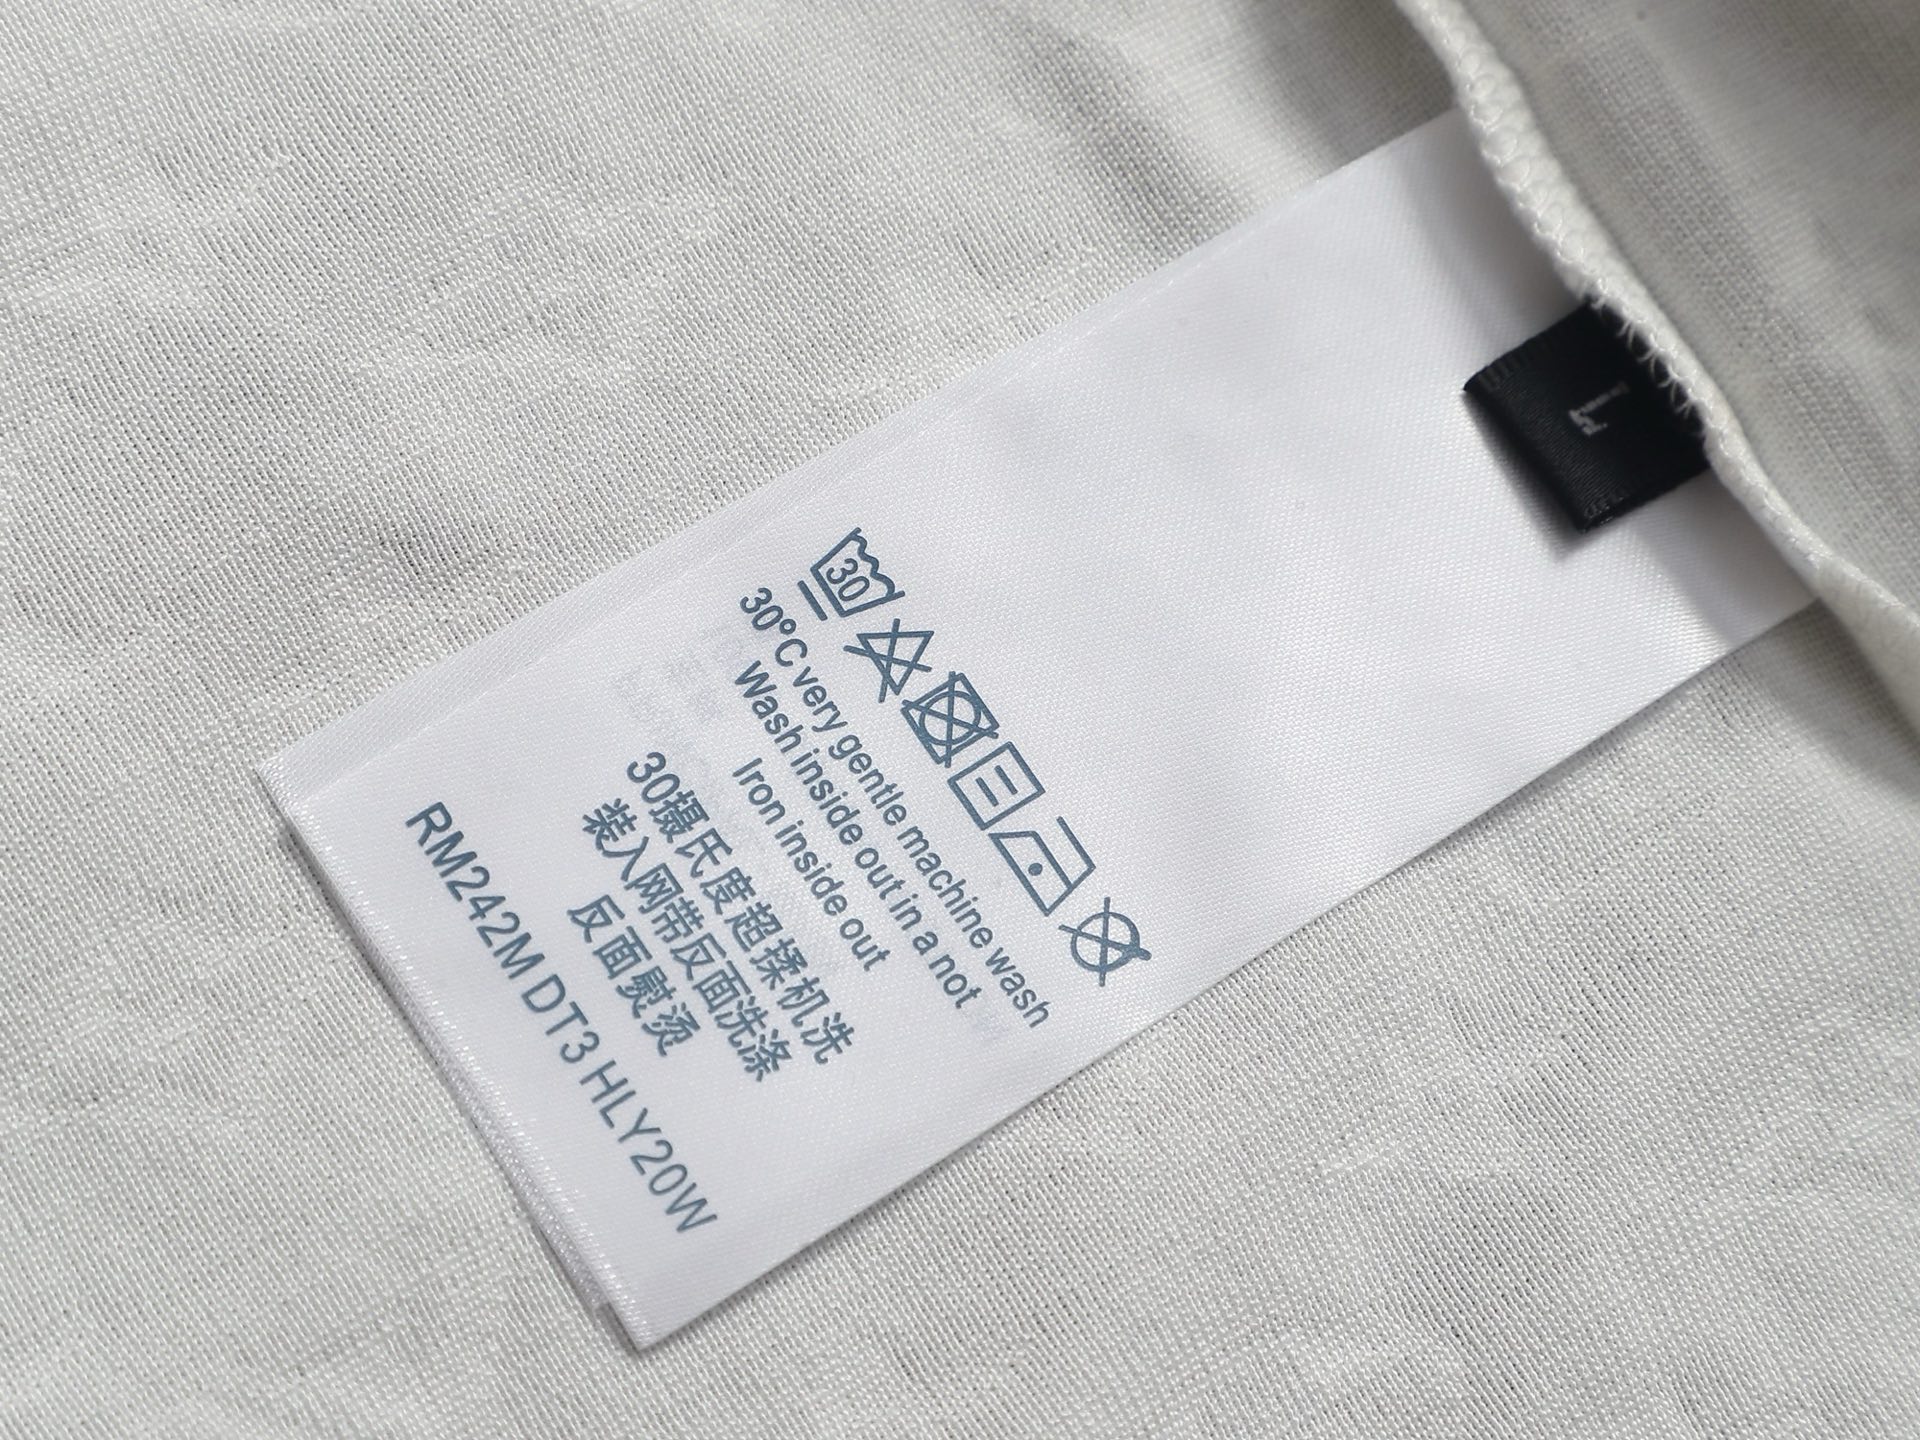 L
30
30°C very gentle machine wash
Wash inside out in a not
Iron inside out
30摄氏度超揉机洗
装入网带反面洗涤
反面熨烫
RM242M DT3 HLY20W